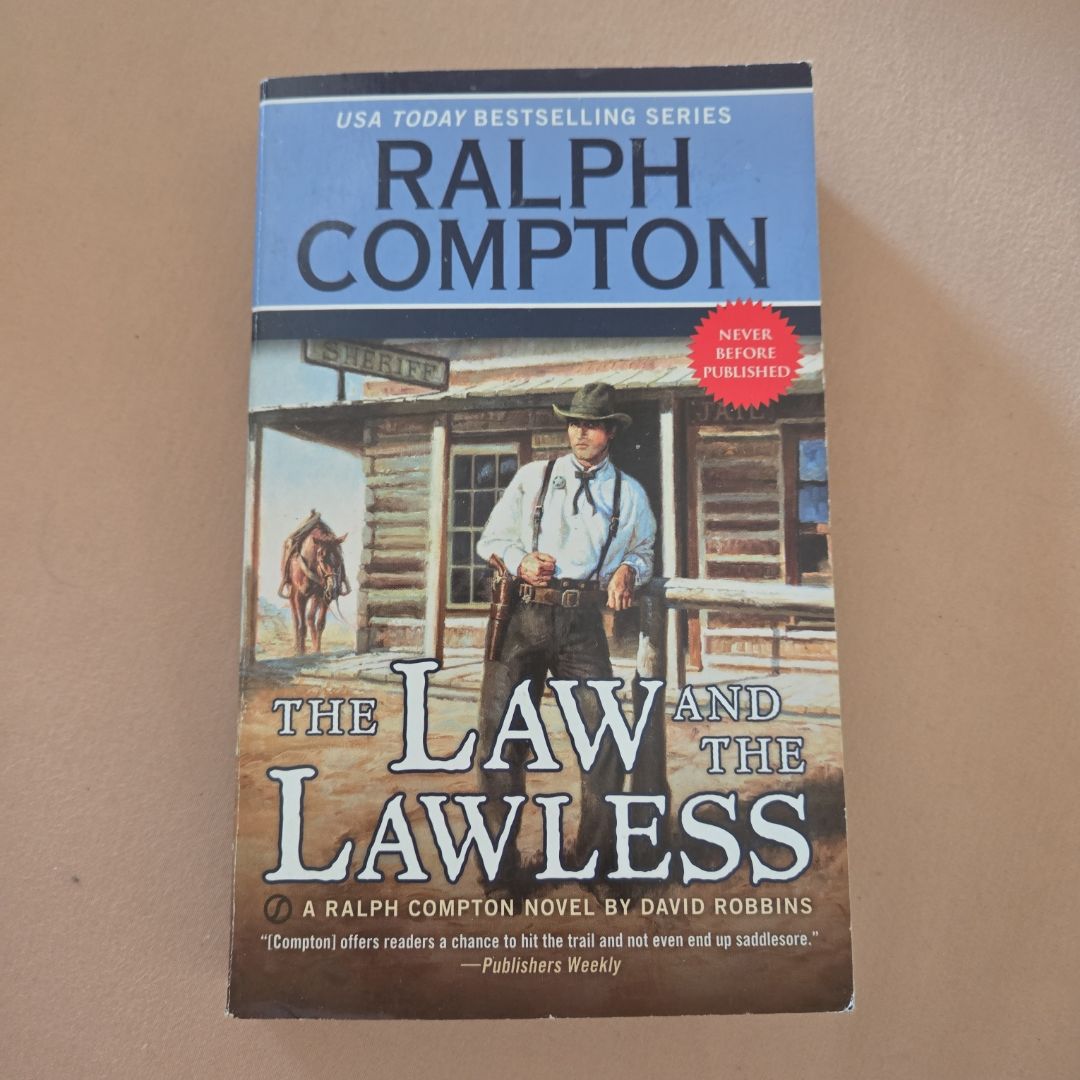 USA TODAY BESTSELLING SERIES
RALPH
COMPTON
NEVER
BEFORE
PUBLISHED
SHERIFF
JAIL
THE LAW AND
THE
LAWLESS
A RALPH COMPTON NOVEL BY DAVID ROBBINS
“[Compton] offers readers a chance to hit the trail and not even end up saddlesore.”
—Publishers Weekly